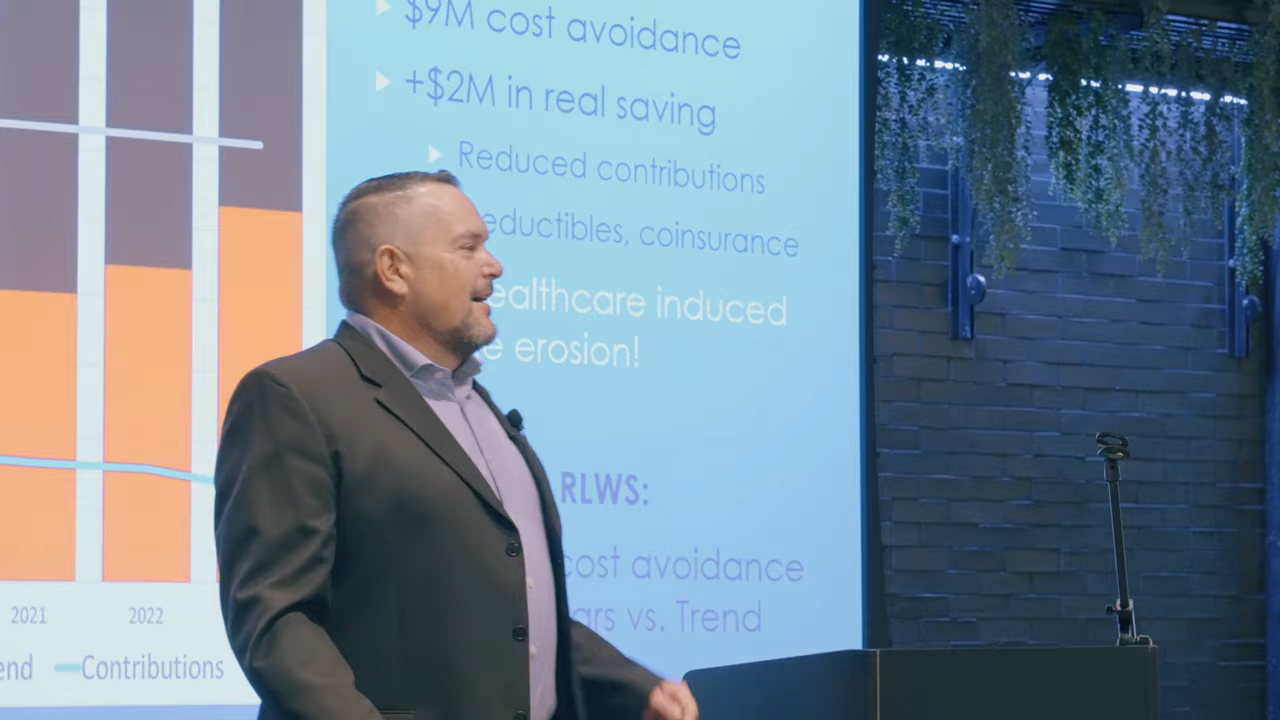 $9M cost avoidance
+$2M in real saving
Reduced contributions
eductibles, coinsurance
ealthcare induced
e erosion!
RLWS:
cost avoidance
ars vs. Trend
2021 2022
end Contributions